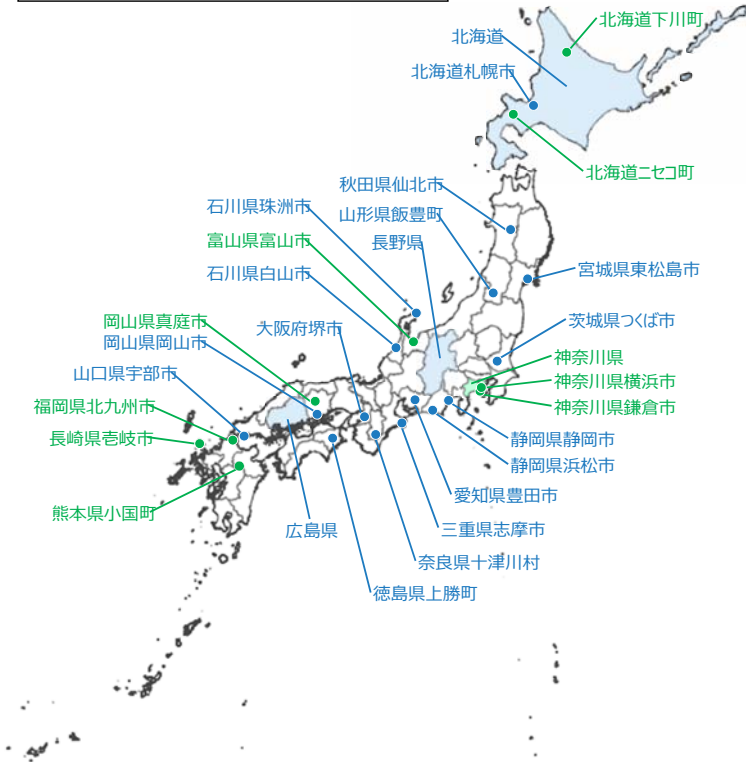 北海道下川町
北海道
北海道札幌市
北海道ニセコ町
秋田県仙北市
石川県珠洲市
山形県飯豊町
富山県富山市
長野県
石川県白山市
宮城県東松島市
岡山県真庭市
大阪府堺市
茨城県つくば市
岡山県岡山市
神奈川県
山口県宇部市
神奈川県横浜市
福岡県北九州市
神奈川県鎌倉市
長崎県壱岐市
静岡県静岡市
静岡県浜松市
愛知県豊田市
熊本県小国町
広島県
三重県志摩市
奈良県十津川村
徳島県上勝町